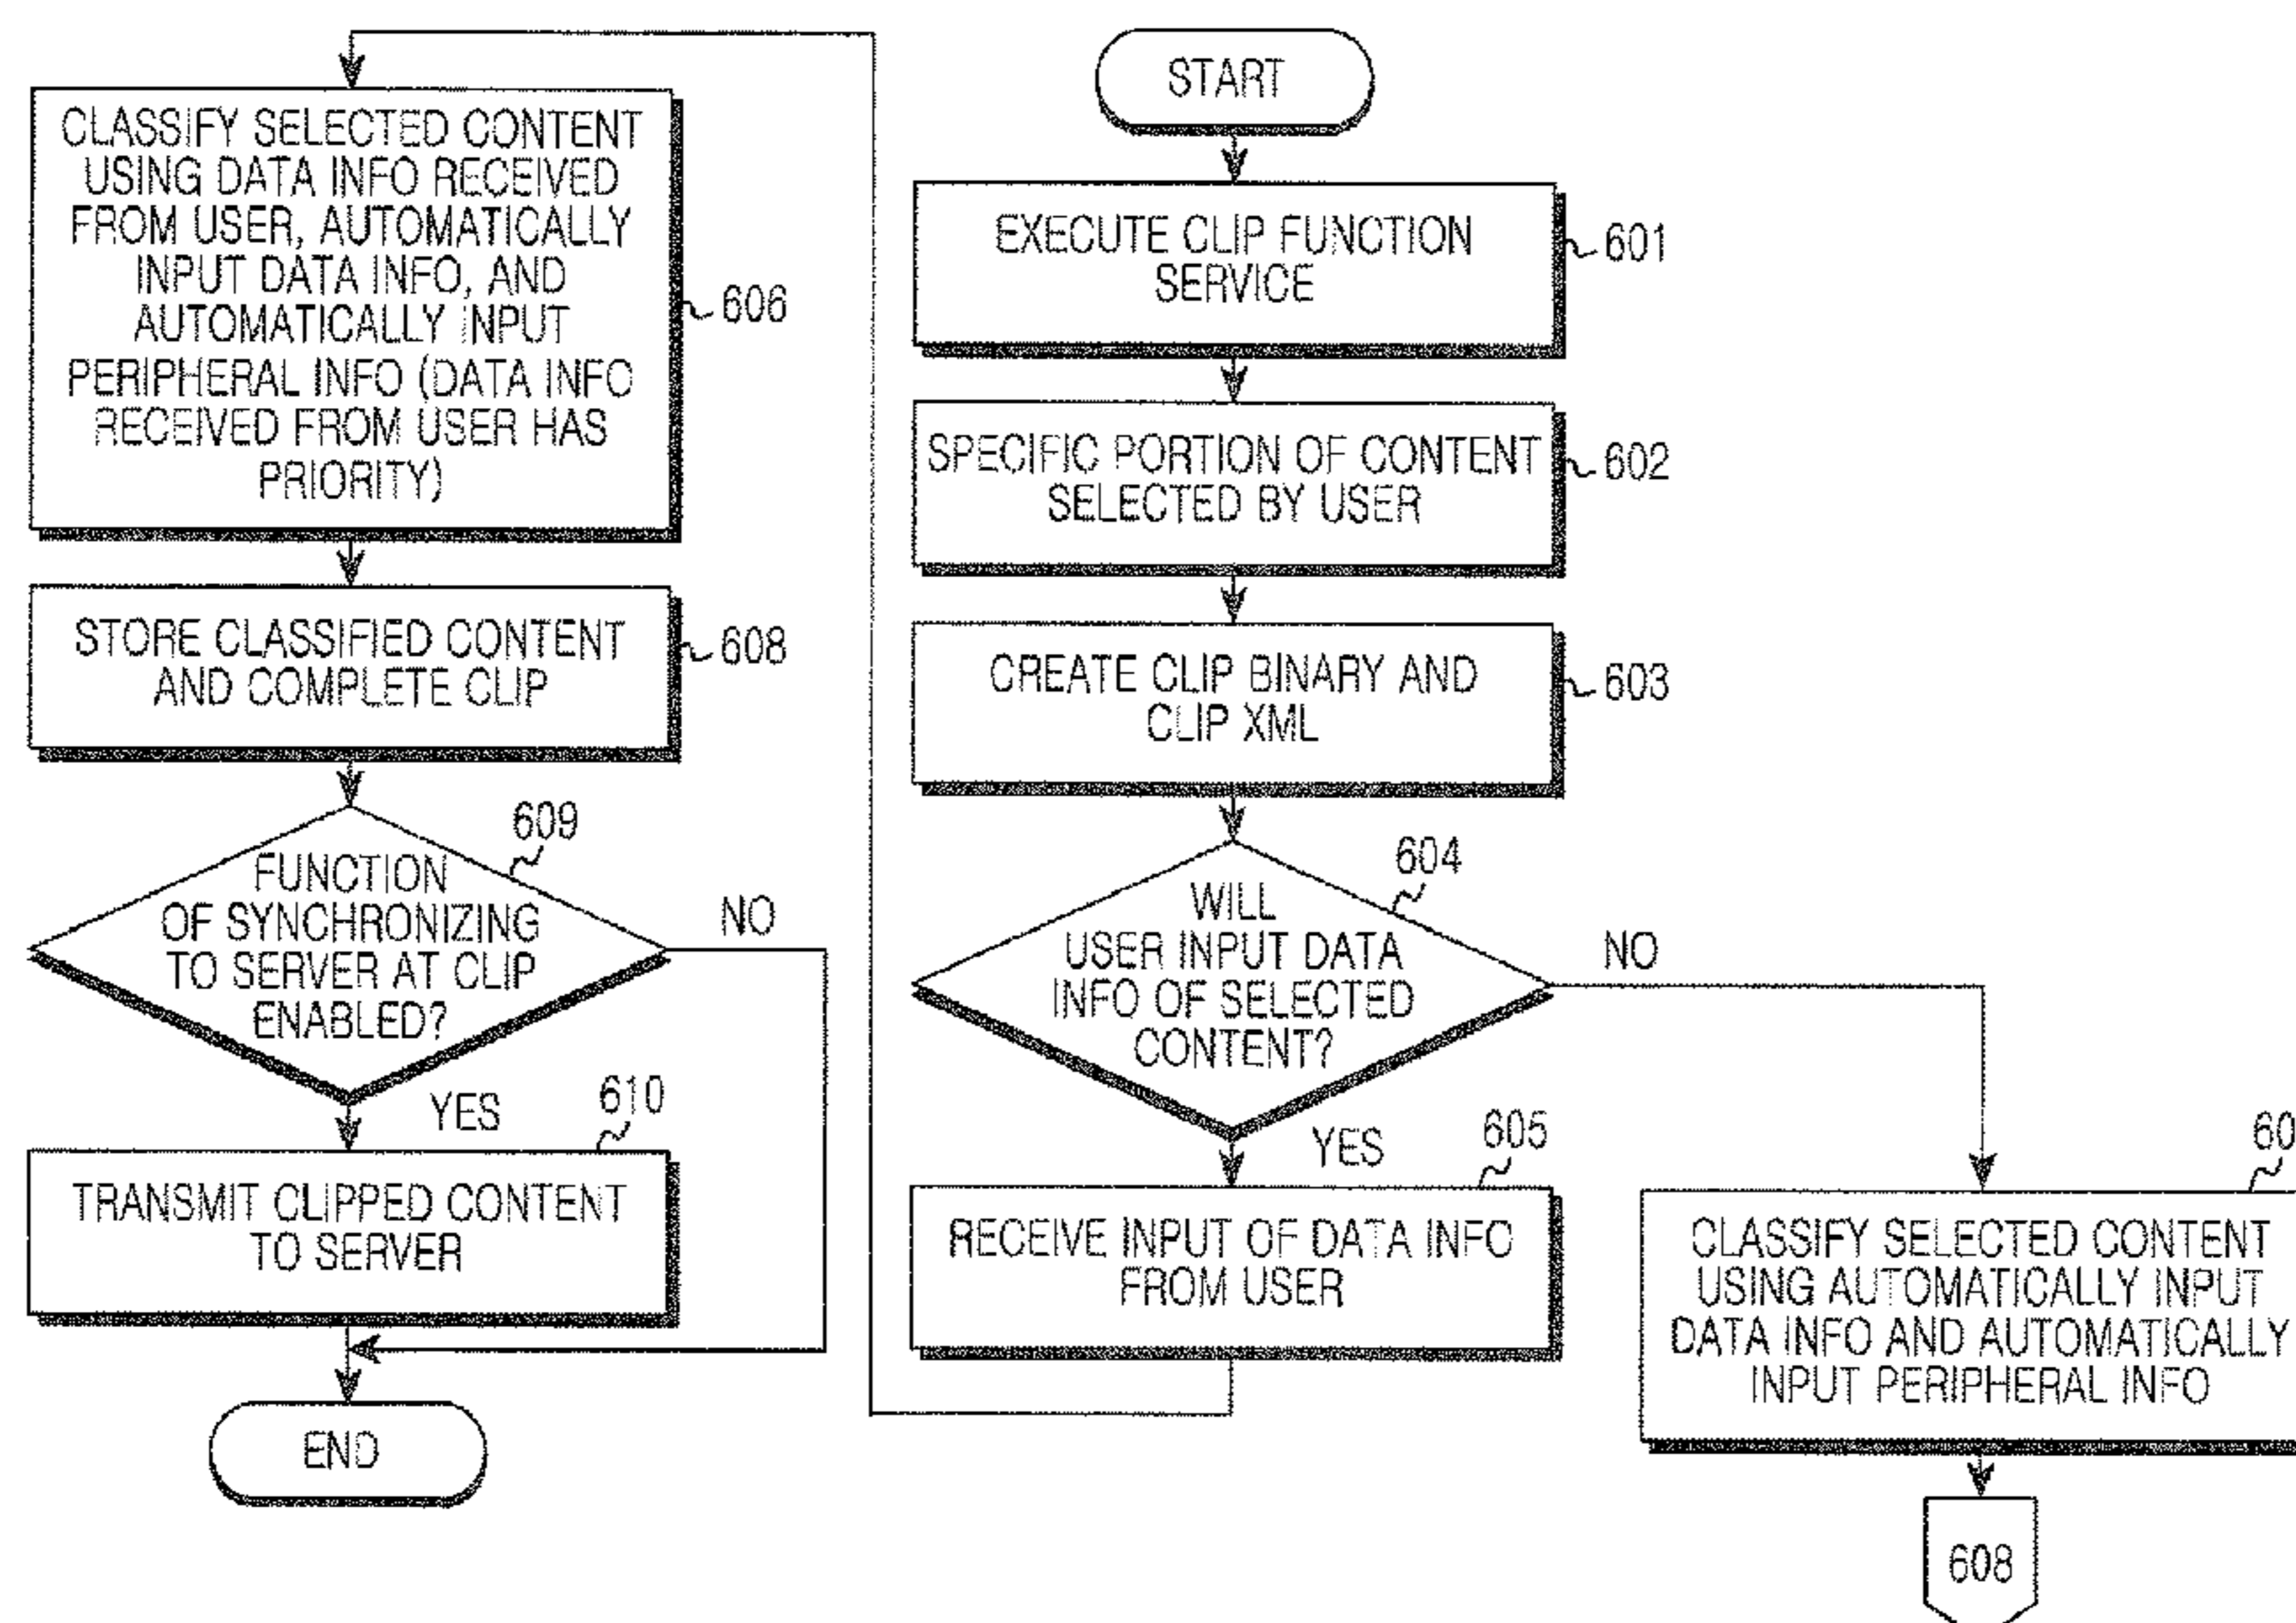 START
EXECUTE CLIP FUNCTION
SERVICE
601
SPECIFIC PORTION OF CONTENT
SELECTED BY USER
602
CREATE CLIP BINARY AND
CLIP XML
603
604
WILL
USER INPUT DATA
INFO OF SELECTED
CONTENT?
NO
YES
605
RECEIVE INPUT OF DATA INFO
FROM USER
CLASSIFY SELECTED CONTENT
USING DATA INFO RECEIVED
FROM USER, AUTOMATICALLY
INPUT DATA INFO, AND
AUTOMATICALLY INPUT
PERIPHERAL INFO (DATA INFO
RECEIVED FROM USER HAS
PRIORITY)
606
STORE CLASSIFIED CONTENT
AND COMPLETE CLIP
608
609
FUNCTION
OF SYNCHRONIZING
TO SERVER AT CLIP
ENABLED?
NO
YES
610
TRANSMIT CLIPPED CONTENT
TO SERVER
END
CLASSIFY SELECTED CONTENT
USING AUTOMATICALLY INPUT
DATA INFO AND AUTOMATICALLY
INPUT PERIPHERAL INFO
608